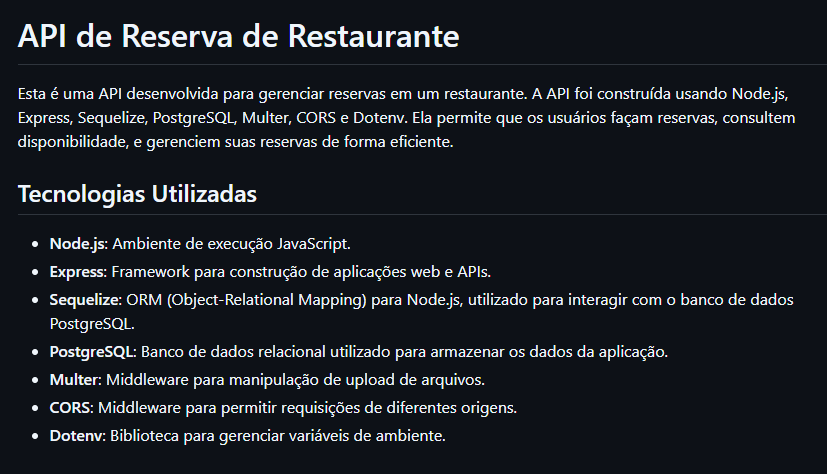 API de Reserva de Restaurante
Esta é uma API desenvolvida para gerenciar reservas em um restaurante. A API foi construída usando Node.js,
Express, Sequelize, PostgreSQL, Multer, CORS e Dotenv. Ela permite que os usuários façam reservas, consultem
disponibilidade, e gerenciem suas reservas de forma eficiente.
Tecnologias Utilizadas
• Node.js: Ambiente de execução JavaScript.
• Express: Framework para construção de aplicações web e APIs.
• Sequelize: ORM (Object-Relational Mapping) para Node.js, utilizado para interagir com o banco de dados
PostgreSQL.
• PostgreSQL: Banco de dados relacional utilizado para armazenar os dados da aplicação.
• Multer: Middleware para manipulação de upload de arquivos.
• CORS: Middleware para permitir requisições de diferentes origens.
• Dotenv: Biblioteca para gerenciar variáveis de ambiente.